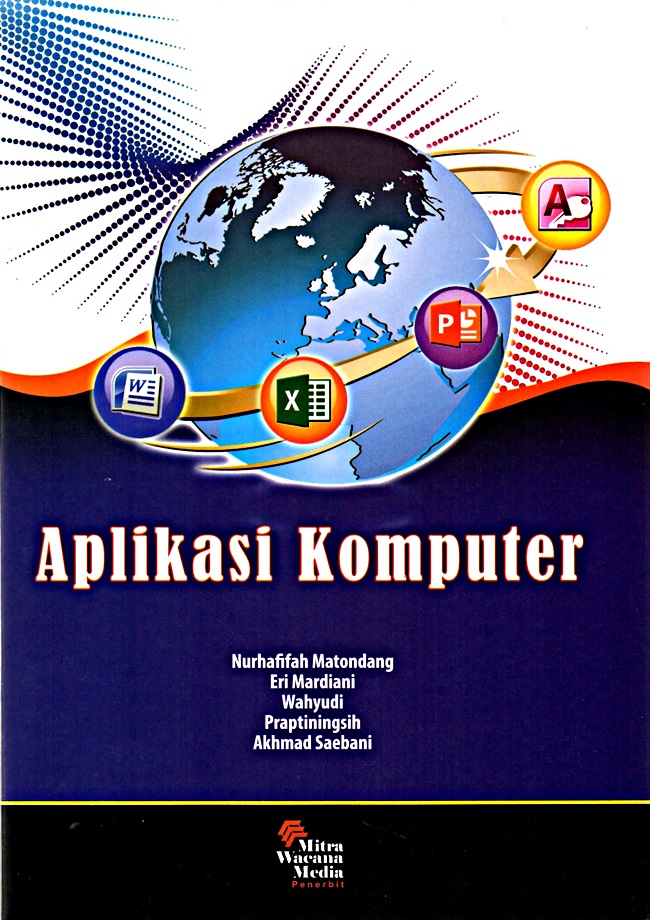 A
P
W
X
Aplikasi Komputer
Nurhafifah Matondang
Eri Mardiani
Wahyudi
Praptiningsih
Akhmad Saebani
Mitra
Wacana
Media
Penerbit